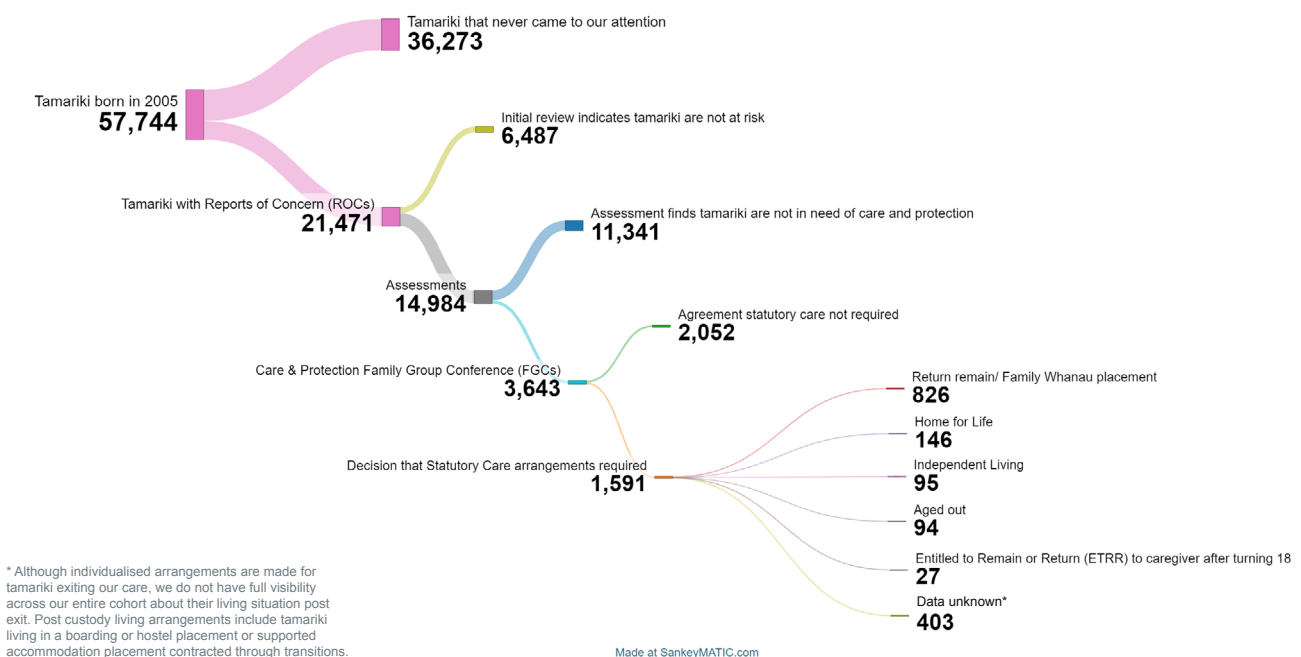 Tamariki that never came to our attention
36,273
Tamariki born in 2005
57,744
Initial review indicates tamariki are not at risk
6,487
Tamariki with Reports of Concern (ROCs)
21,471
Assessment finds tamariki are not in need of care and protection
11,341
Assessments
14,984
Agreement statutory care not required
2,052
Care & Protection Family Group Conference (FGCs)
3,643
Return remain/ Family Whanau placement
826
Home for Life
146
Decision that Statutory Care arrangements required
1,591
Independent Living
95
Aged out
94
Entitled to Remain or Return (ETRR) to caregiver after turning 18
27
Data unknown*
403
* Although individualised arrangements are made for
tamariki exiting our care, we do not have full visibility
across our entire cohort about their living situation post
exit. Post custody living arrangements include tamariki
living in a boarding or hostel placement or supported
accommodation placement contracted through transitions.
Made at SankeyMATIC.com